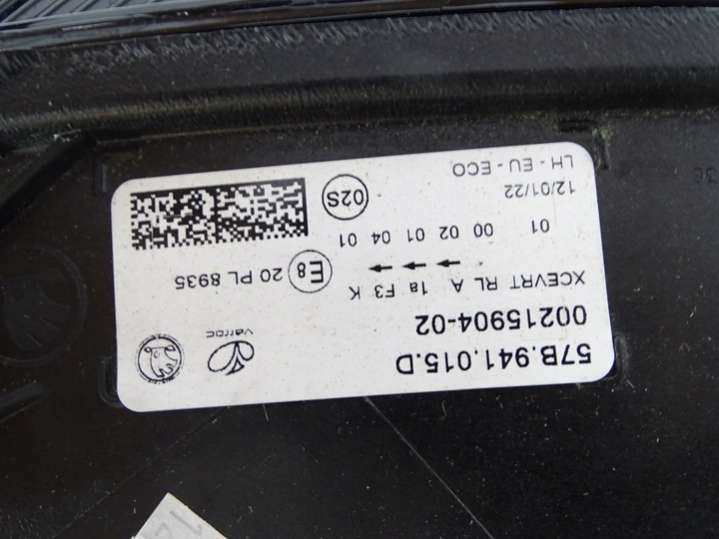 57B.941.015.D
00215904-02
varroc
XCEVRT RL A 1a F3 K
E8 20 PL 8935
01 00 02 01 04 01
12/01/22
02S
LH - EU - ECO